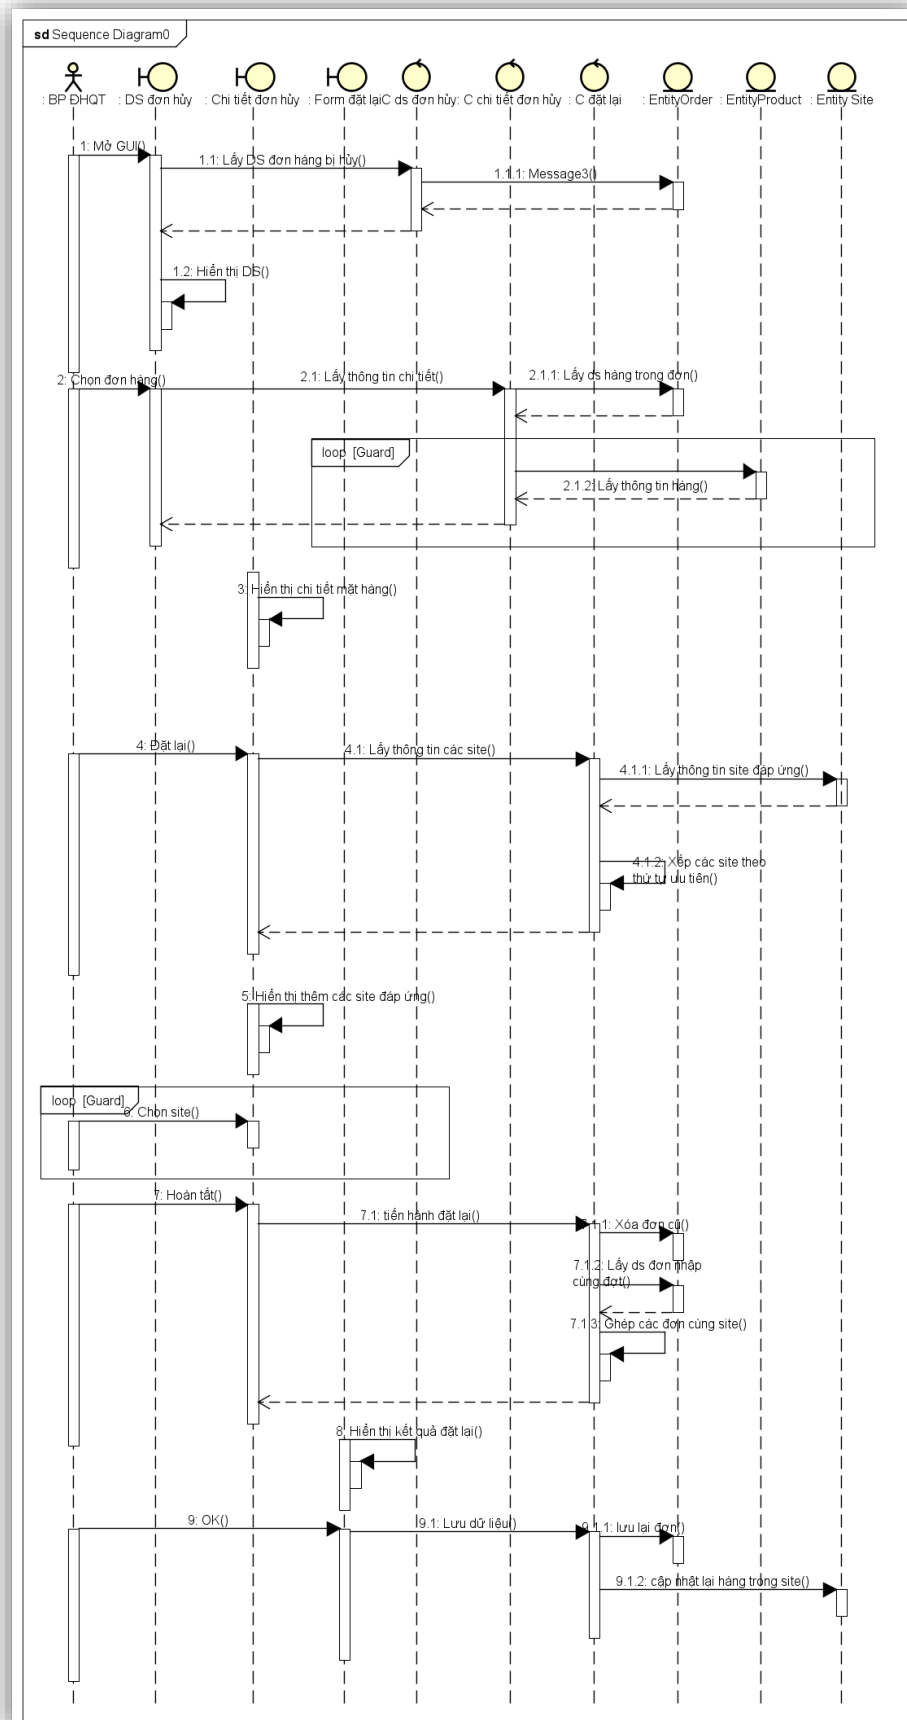 sd Sequence Diagram0
: BP ĐHQT
: DS đơn hủy
: Chi tiết đơn hủy
: Form đặt lại
C ds đơn hủy
: C chi tiết đơn hủy
: C đặt lại
: EntityOrder
: EntityProduct
: Entity Site
1: Mở GUI()
1.1: Lấy DS đơn hàng bị hủy()
1.1.1: Message3()
1.2: Hiển thị DS()
2: Chọn đơn hàng()
2.1: Lấy thông tin chi tiết()
2.1.1: Lấy ds hàng trong đơn()
loop [Guard]
2.1.2: Lấy thông tin hàng()
3: Hiển thị chi tiết mặt hàng()
4: Đặt lại()
4.1: Lấy thông tin các site()
4.1.1: Lấy thông tin site đáp ứng()
4.1.2: Xếp các site theo
thứ tự ưu tiên()
5: Hiển thị thêm các site đáp ứng()
loop [Guard]
6: Chọn site()
7: Hoàn tất()
7.1: tiến hành đặt lại()
7.1.1: Xóa đơn cũ()
7.1.2: Lấy ds đơn nhập
cùng đợt()
7.1.3: Ghép các đơn cùng site()
8: Hiển thị kết quả đặt lại()
9: OK()
9.1: Lưu dữ liệu()
9.1.1: lưu lại đơn()
9.1.2: cập nhật lại hàng trong site()